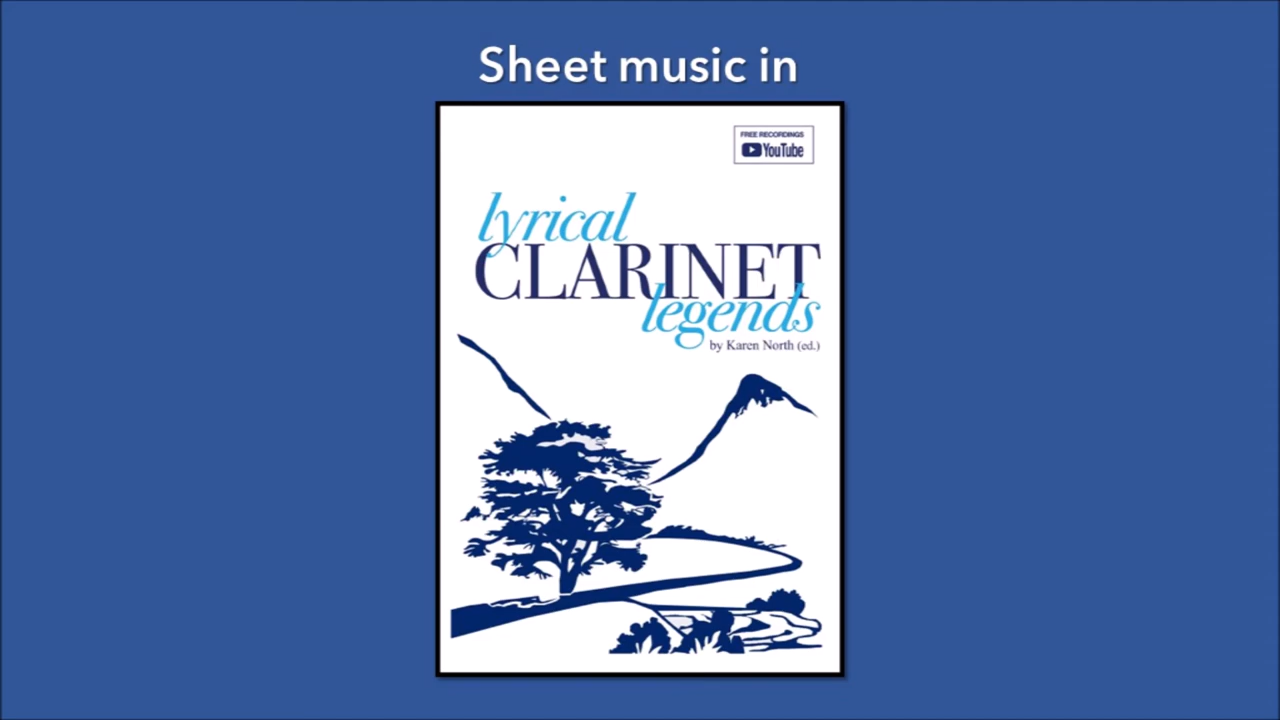 Sheet music in
FREE RECORDINGS
YouTube
lyrical
CLARINET
legends
by Karen North (ed.)